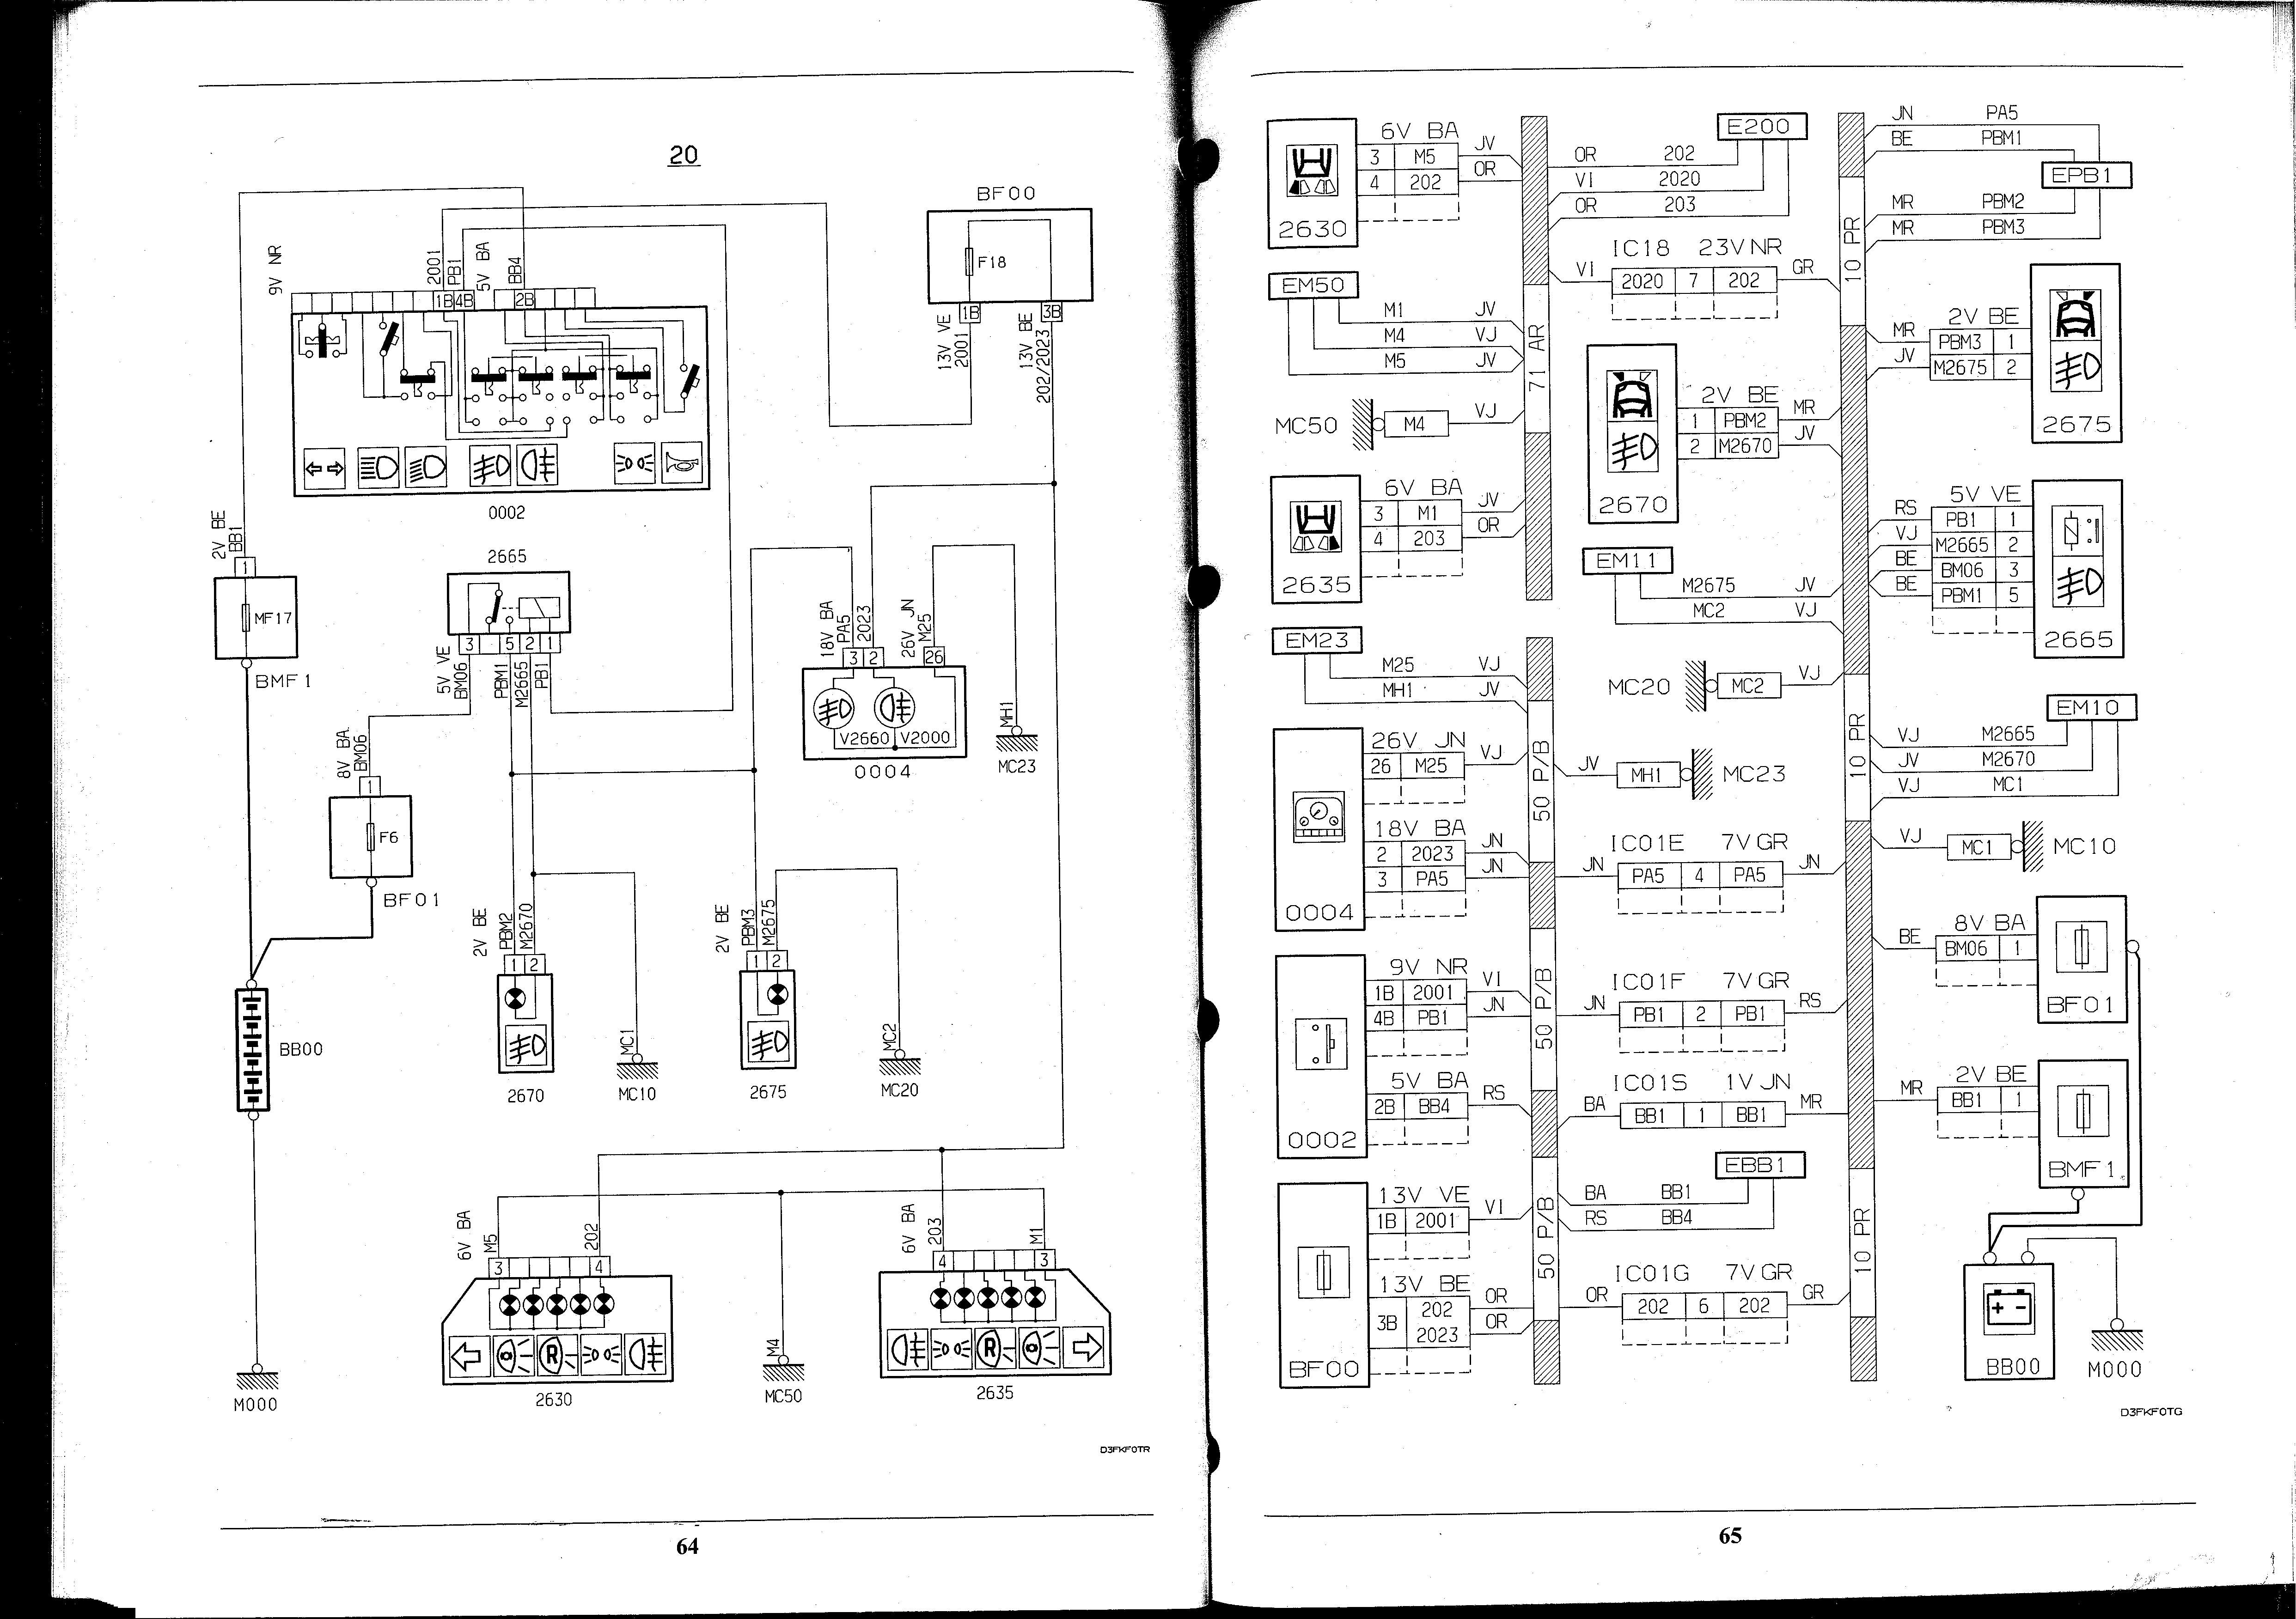 20
BF00
F18
1B
3B
13V VE
2001
13V BE
202/2023
9V NR
2001
PB1
5V BA
BB4
1B 4B
2B
0002
2V BE
BB1
1
MF17
BMF1
2665
3 5 2 1
5V VE
BM06
PBM1
M2665
PB1
8V BA
BM06
1
F6
BF01
18V BA
PA5
2023
26V JN
M25
3 2
26
V2660 V2000
0004
MH1
MC23
2V BE
PBM2
M2670
1 2
2670
MC1
MC10
2V BE
PBM3
M2675
1 2
2675
MC2
MC20
BB00
M000
6V BA
M5
202
3 4
R
2630
M4
MC50
6V BA
203
M1
4 3
R
2635
D3FKF0TR
64
2630
6V BA
3 M5 JV
4 202 OR
EM50
M1 JV
M4 VJ
M5 JV
MC50 M4 VJ
2635
6V BA
3 M1 JV
4 203 OR
EM23
M25 VJ
MH1 JV
0004
26V JN
26 M25 VJ
18V BA
2 2023 JN
3 PA5 JN
0002
9V NR
1B 2001 VI
4B PB1 JN
5V BA
2B BB4 RS
BF00
13V VE
1B 2001 VI
13V BE
3B 202 OR
2023 OR
71 AR
50 P/B
50 P/B
50 P/B
E200
OR 202
VI 2020
OR 203
IC18 23V NR
VI 2020 7 202 GR
2670
2V BE
1 PBM2 MR
2 M2670 JV
EM11
M2675 JV
MC2 VJ
MC20 MC2 VJ
JV MH1 MC23
IC01E 7V GR
JN PA5 4 PA5 JN
IC01F 7V GR
JN PB1 2 PB1 RS
IC01S 1V JN
BA BB1 1 BB1 MR
EBB1
BA BB1
RS BB4
IC01G 7V GR
OR 202 6 202 GR
10 PR
10 PR
10 PR
JN PA5
BE PBM1
EPB1
MR PBM2
MR PBM3
2V BE
MR PBM3 1
JV M2675 2
2675
5V VE
RS PB1 1
VJ M2665 2
BE BM06 3
BE PBM1 5
2665
EM10
VJ M2665
JV M2670
VJ MC1
VJ MC1 MC10
8V BA
BE BM06 1
BF01
2V BE
MR BB1 1
BMF1
+ -
BB00
M000
D3FKF0TG
65